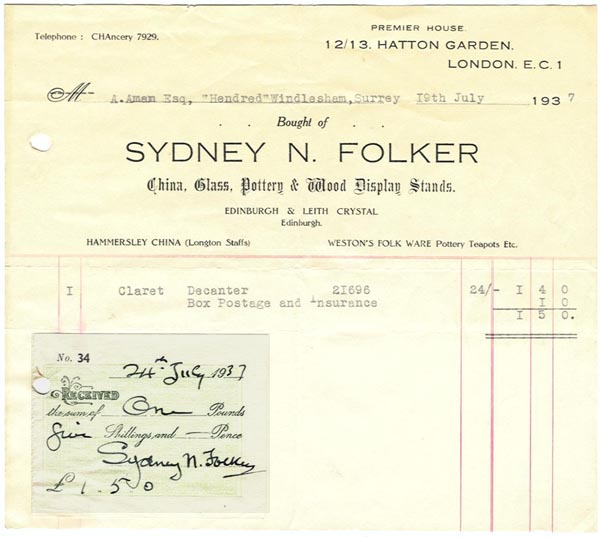 PREMIER HOUSE.
Telephone : CHAncery 7929.
12/13. HATTON GARDEN.
LONDON. E.C.1
M A.Amam Esq, "Hendred"Windlesham,Surrey 19th July 1937
. . Bought of . .
SYDNEY N. FOLKER
China, Glass, Pottery & Wood Display Stands.
EDINBURGH & LEITH CRYSTAL
Edinburgh.
HAMMERSLEY CHINA (Longton Staffs) WESTON'S FOLK WARE Pottery Teapots Etc.
I Claret Decanter 2I696 24/- I 4 0
Box Postage and insurance I 0
I 5 0.
No. 34
24th July 1937
RECEIVED
the sum of One Pounds
five Shillings and — Pence
Sydney N. Folker
£ 1. 5. 0